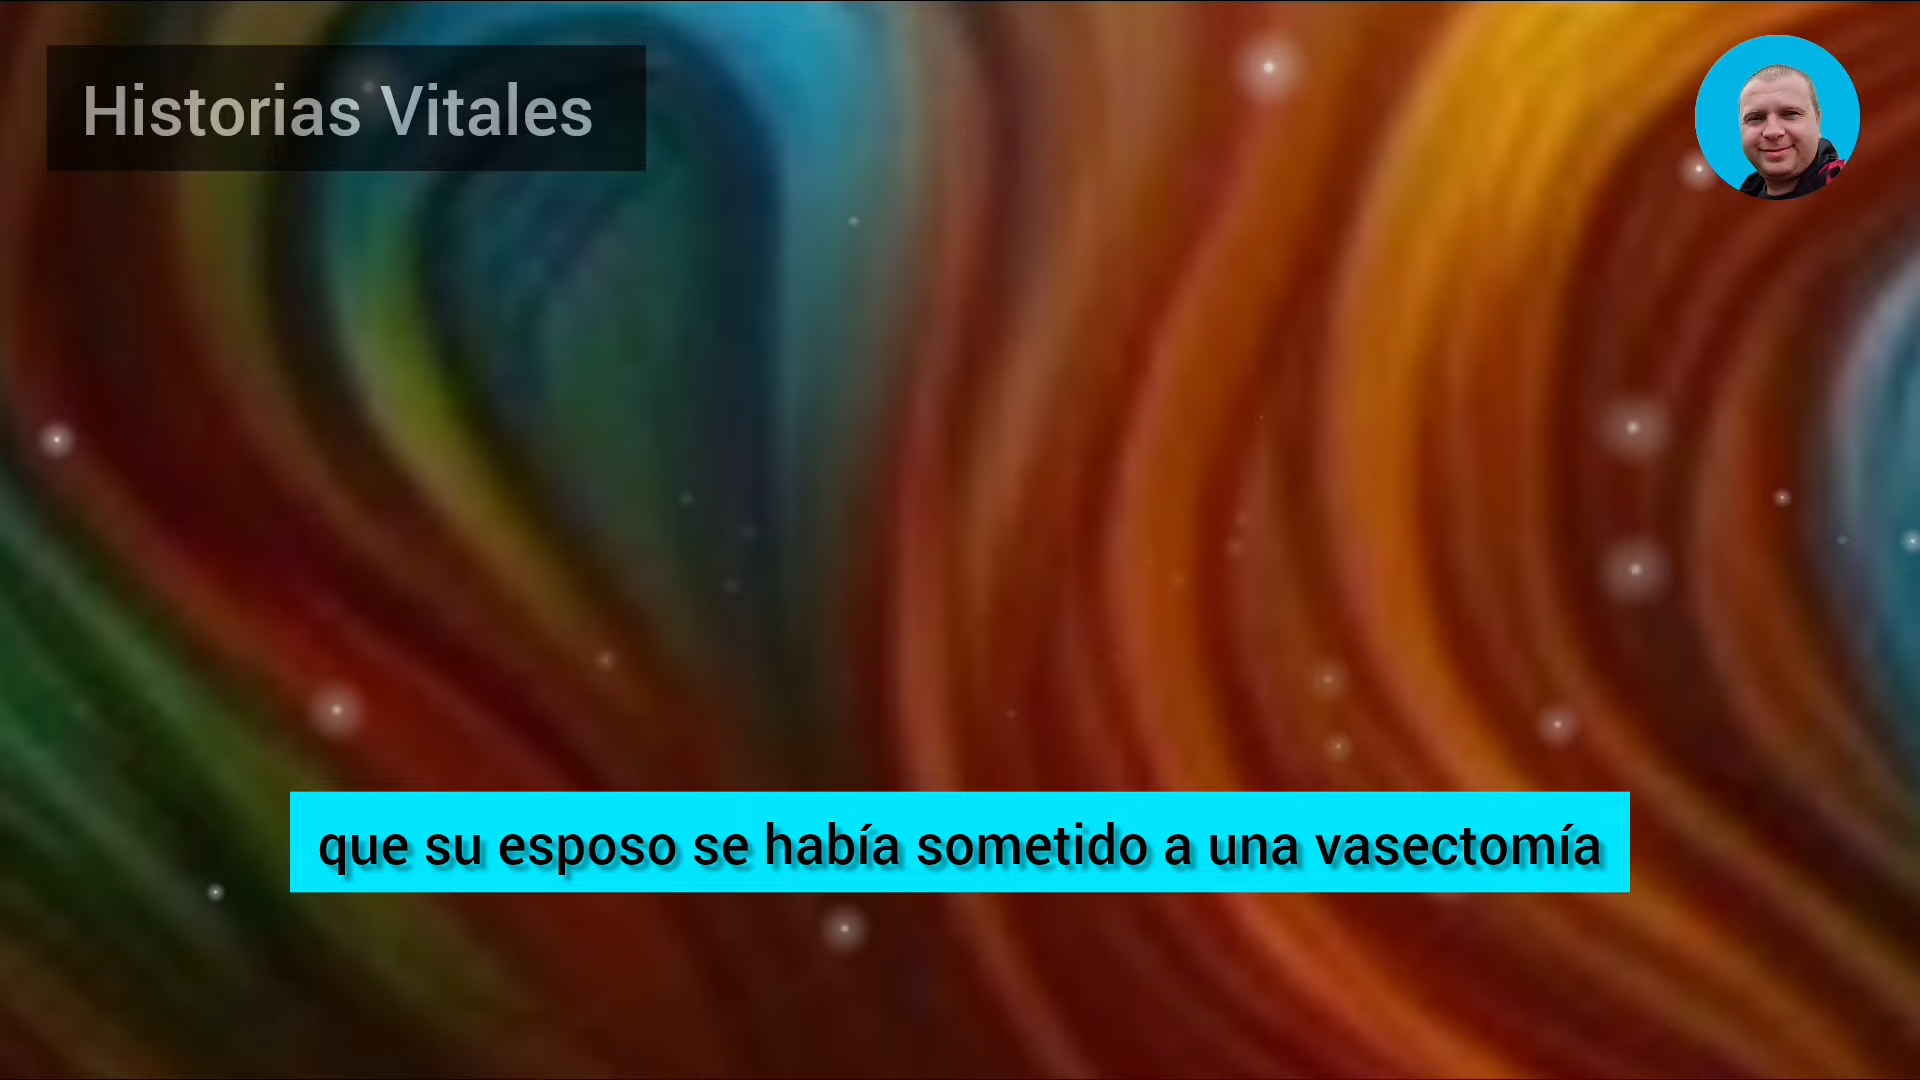 Historias Vitales
que su esposo se había sometido a una vasectomía